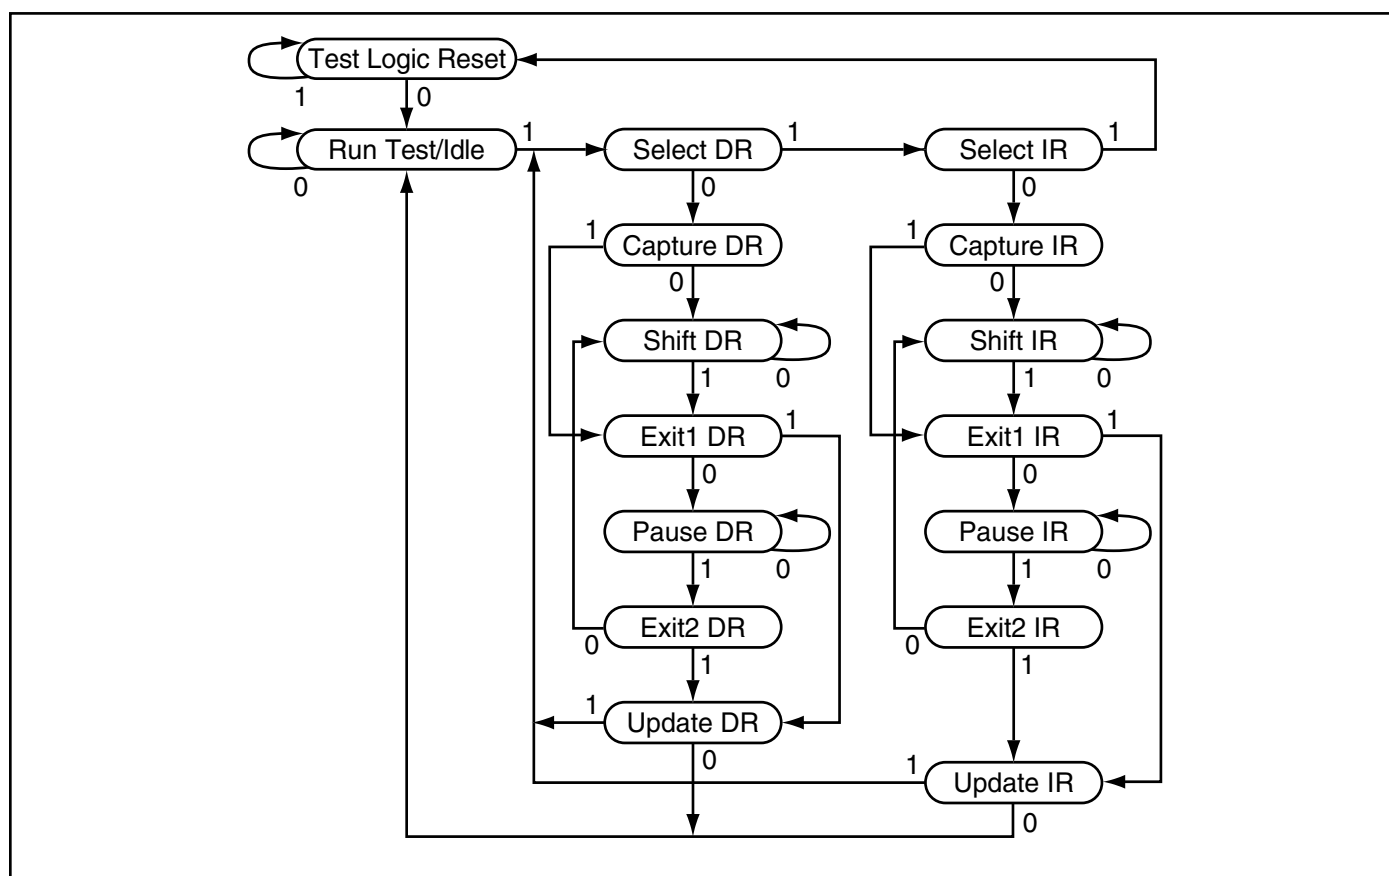 Test Logic Reset
1 0
1 1 1
Run Test/Idle Select DR Select IR
0 0 0
1 1
Capture DR Capture IR
0 0
Shift DR Shift IR
1 0 1 0
1 1
Exit1 DR Exit1 IR
0 0
Pause DR Pause IR
1 0 1 0
Exit2 DR Exit2 IR
0 1 0 1
1
Update DR
0 1
Update IR
0